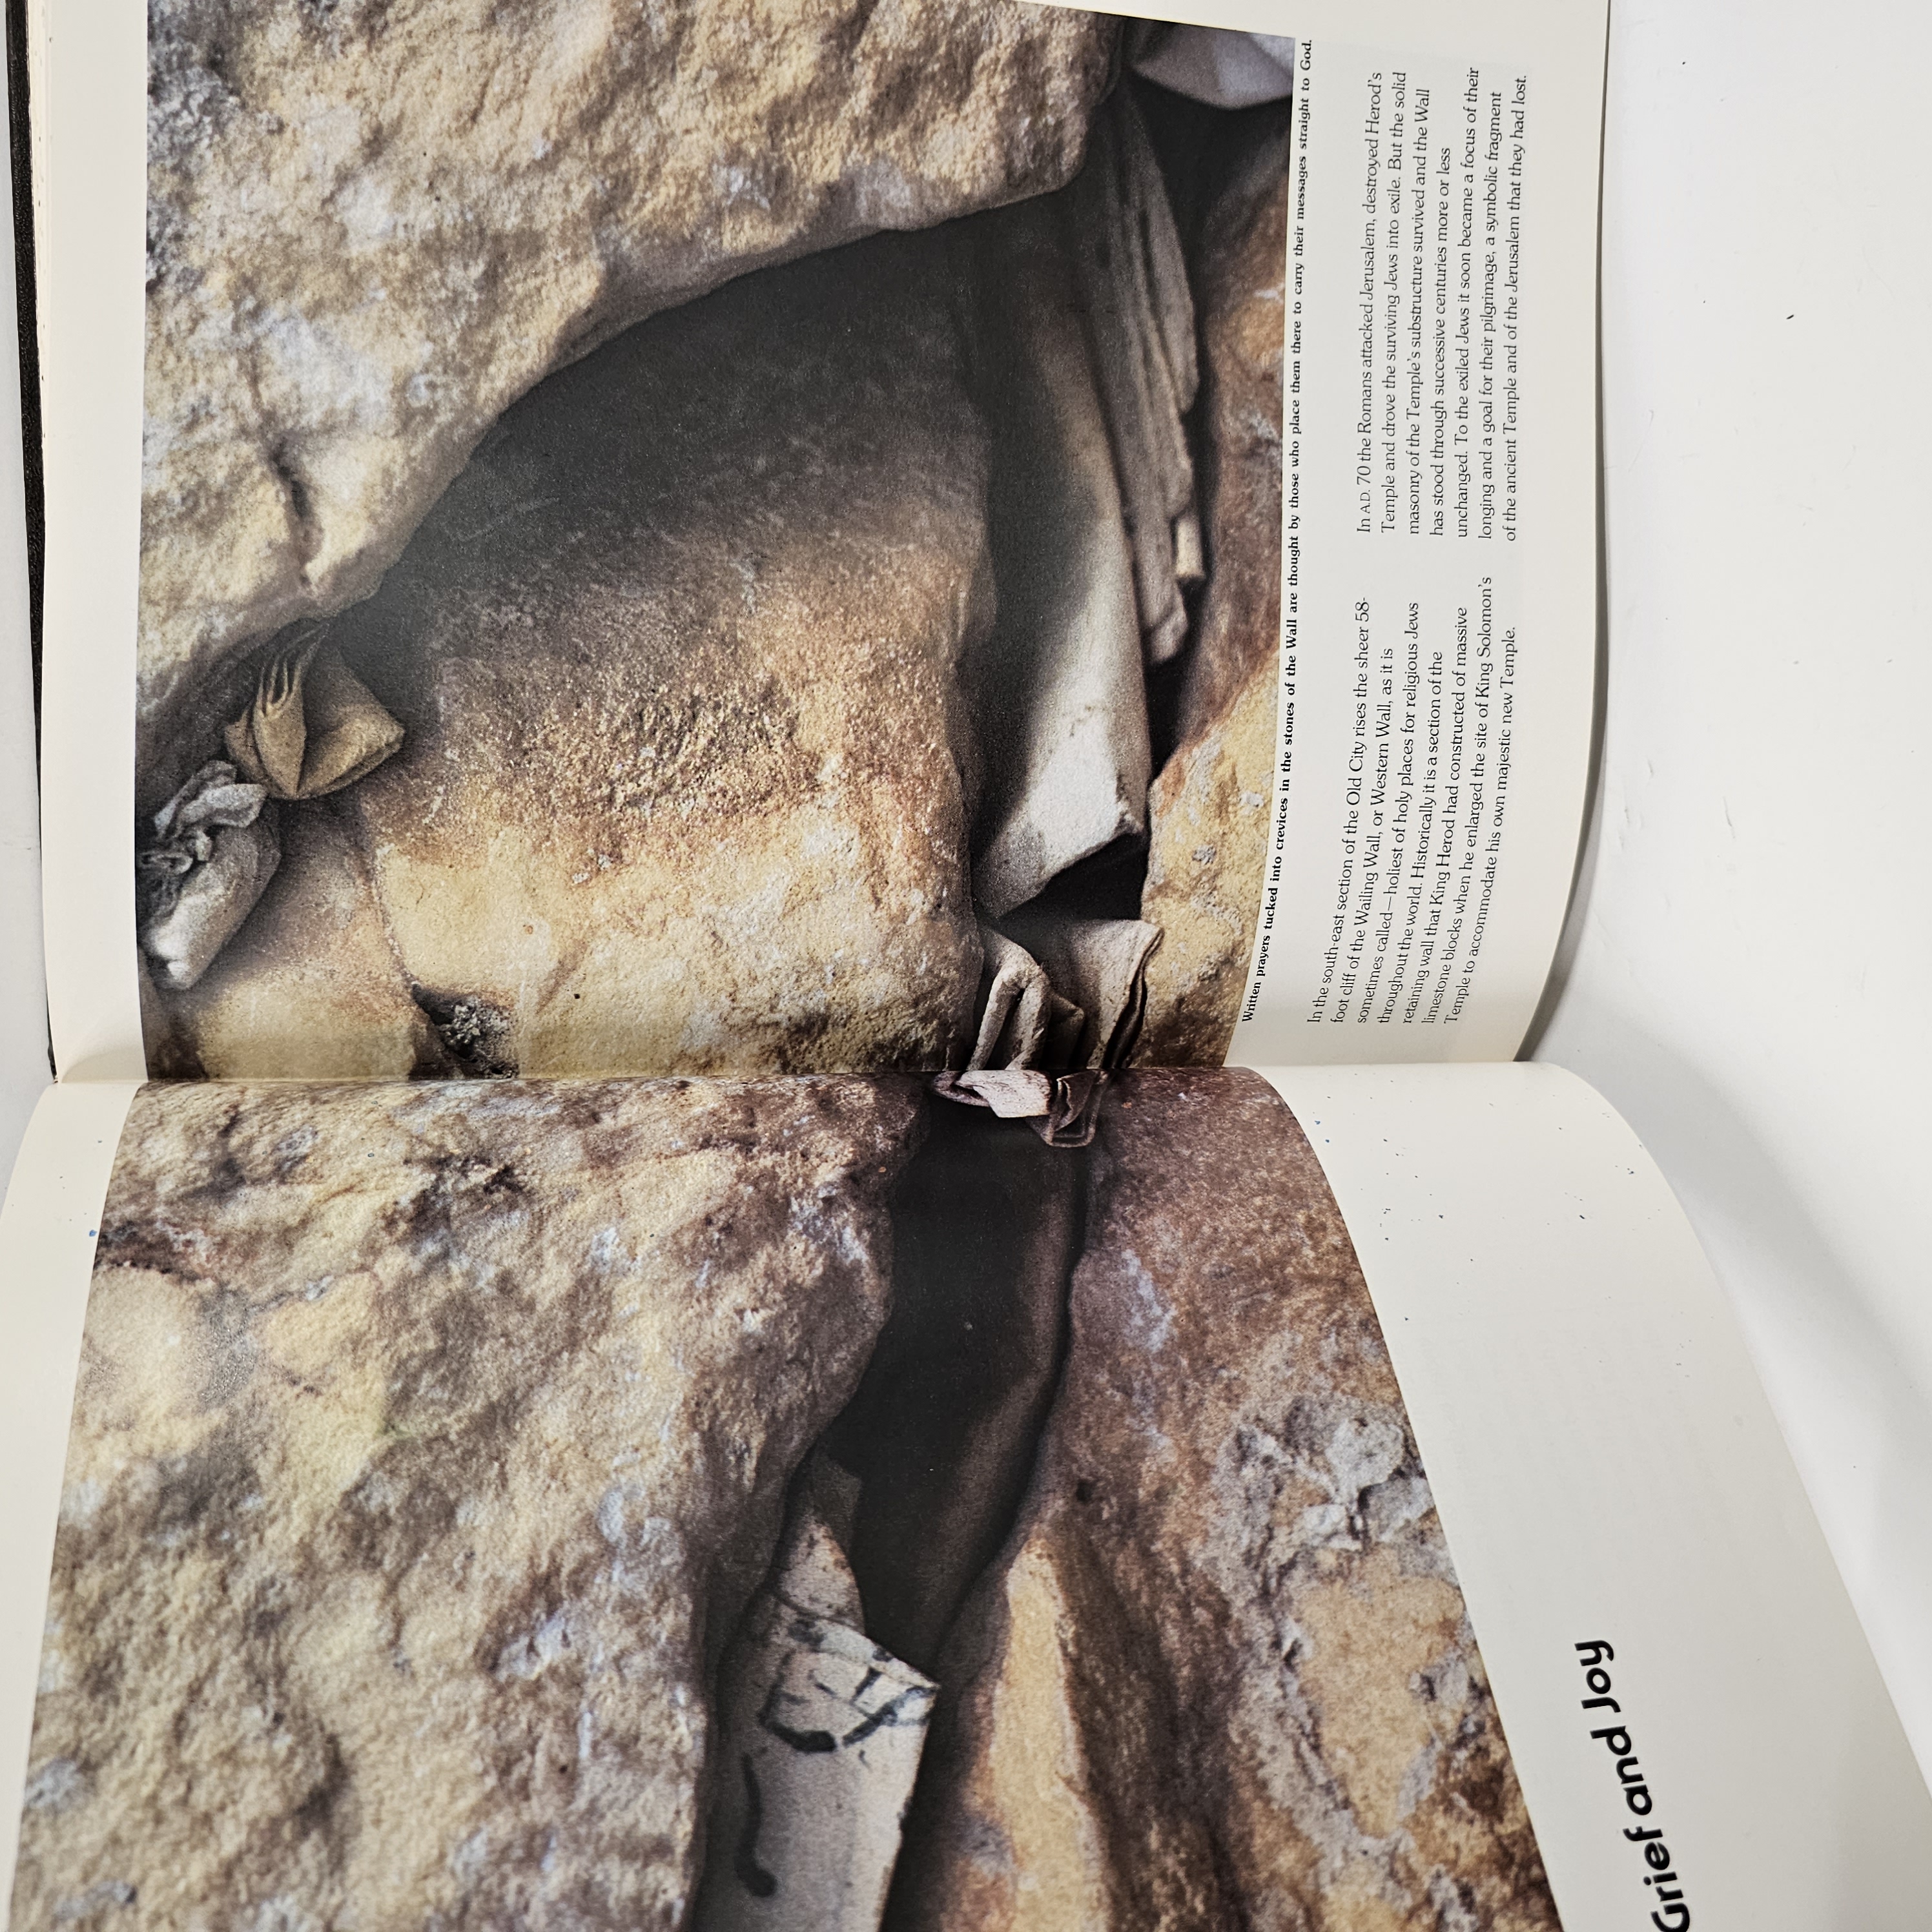 Grief and Joy
Written prayers tucked into crevices in the stones of the Wall are thought by those who place them there to carry their messages straight to God.
In the south-east section of the Old City rises the sheer 58-
foot cliff of the Wailing Wall, or Western Wall, as it is
sometimes called—holiest of holy places for religious Jews
throughout the world. Historically it is a section of the
retaining wall that King Herod had constructed of massive
limestone blocks when he enlarged the site of King Solomon's
Temple to accommodate his own majestic new Temple.
In A.D. 70 the Romans attacked Jerusalem, destroyed Herod's
Temple and drove the surviving Jews into exile. But the solid
masonry of the Temple's substructure survived and the Wall
has stood through successive centuries more or less
unchanged. To the exiled Jews it soon became a focus of their
longing and a goal for their pilgrimage, a symbolic fragment
of the ancient Temple and of the Jerusalem that they had lost.